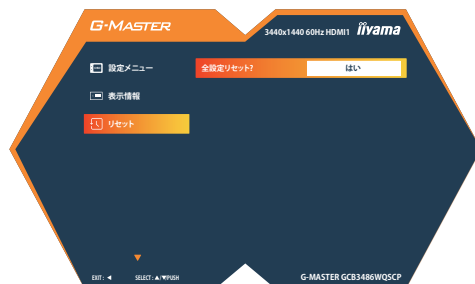 G-MASTER
3440x1440 60Hz HDMI1 iiyama
設定メニュー
全設定リセット?
はい
表示情報
リセット
EXIT : ◄
SELECT : ▲/▼/PUSH
G-MASTER GCB3486WQSCP